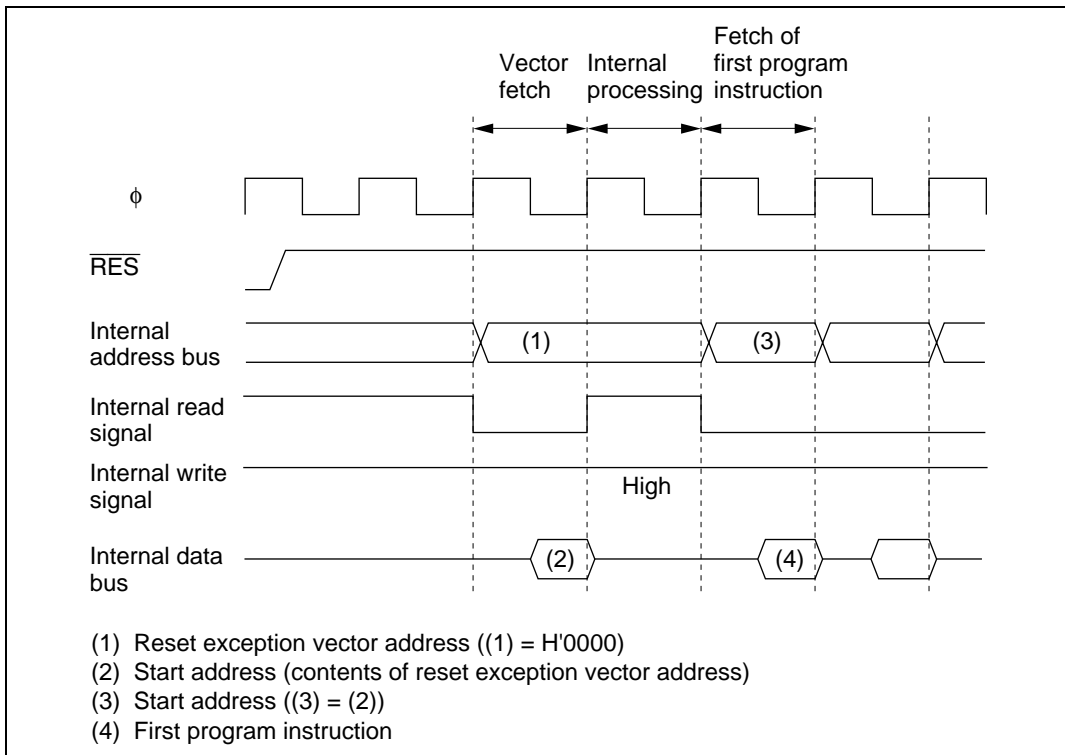 Vector
fetch
Internal
processing
Fetch of
first program
instruction
ϕ
RES
Internal
address bus
(1)
(3)
Internal read
signal
Internal write
signal
High
Internal data
bus
(2)
(4)
(1) Reset exception vector address ((1) = H'0000)
(2) Start address (contents of reset exception vector address)
(3) Start address ((3) = (2))
(4) First program instruction